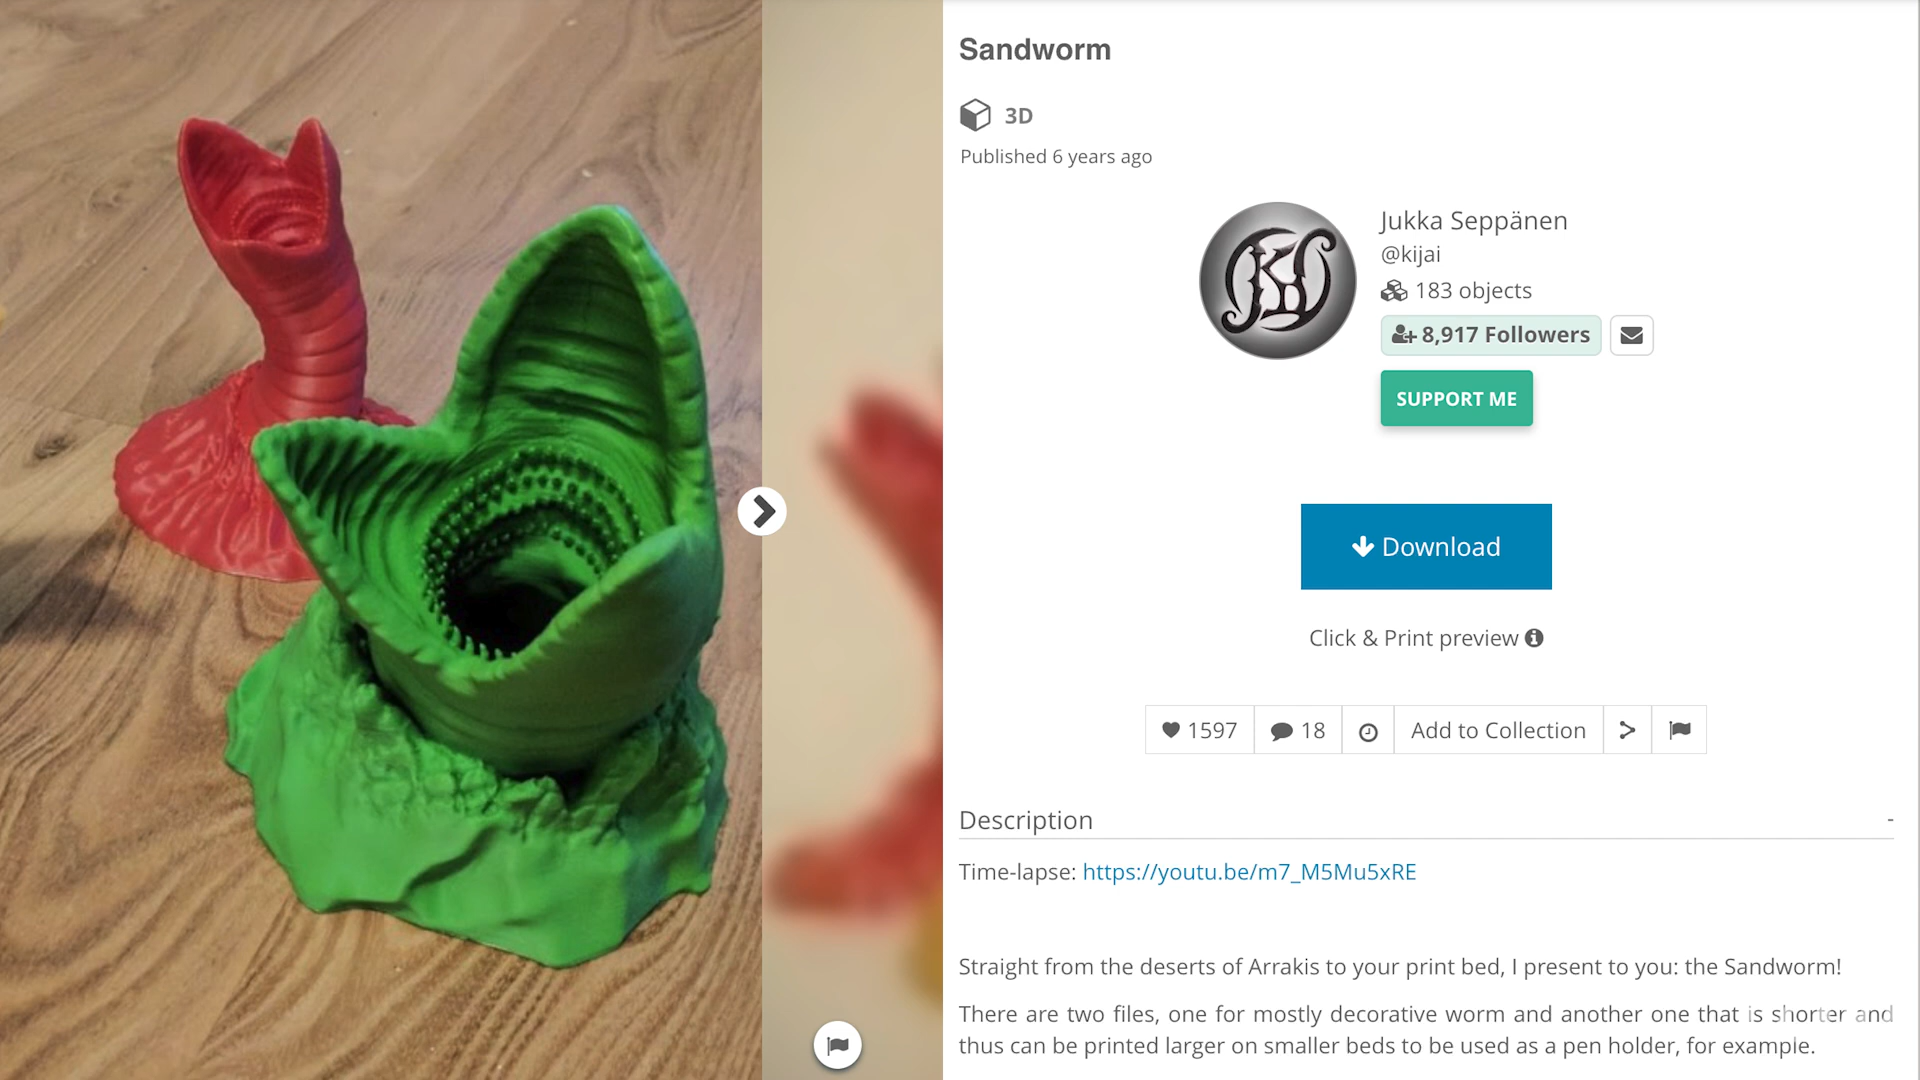 Sandworm
3D
Published 6 years ago
Jukka Seppänen
@kijai
183 objects
8,917 Followers
SUPPORT ME
Download
Click & Print preview
1597
18
Add to Collection
Description
-
Time-lapse: https://youtu.be/m7_M5Mu5xRE
Straight from the deserts of Arrakis to your print bed, I present to you: the Sandworm!
There are two files, one for mostly decorative worm and another one that is shorter and
thus can be printed larger on smaller beds to be used as a pen holder, for example.